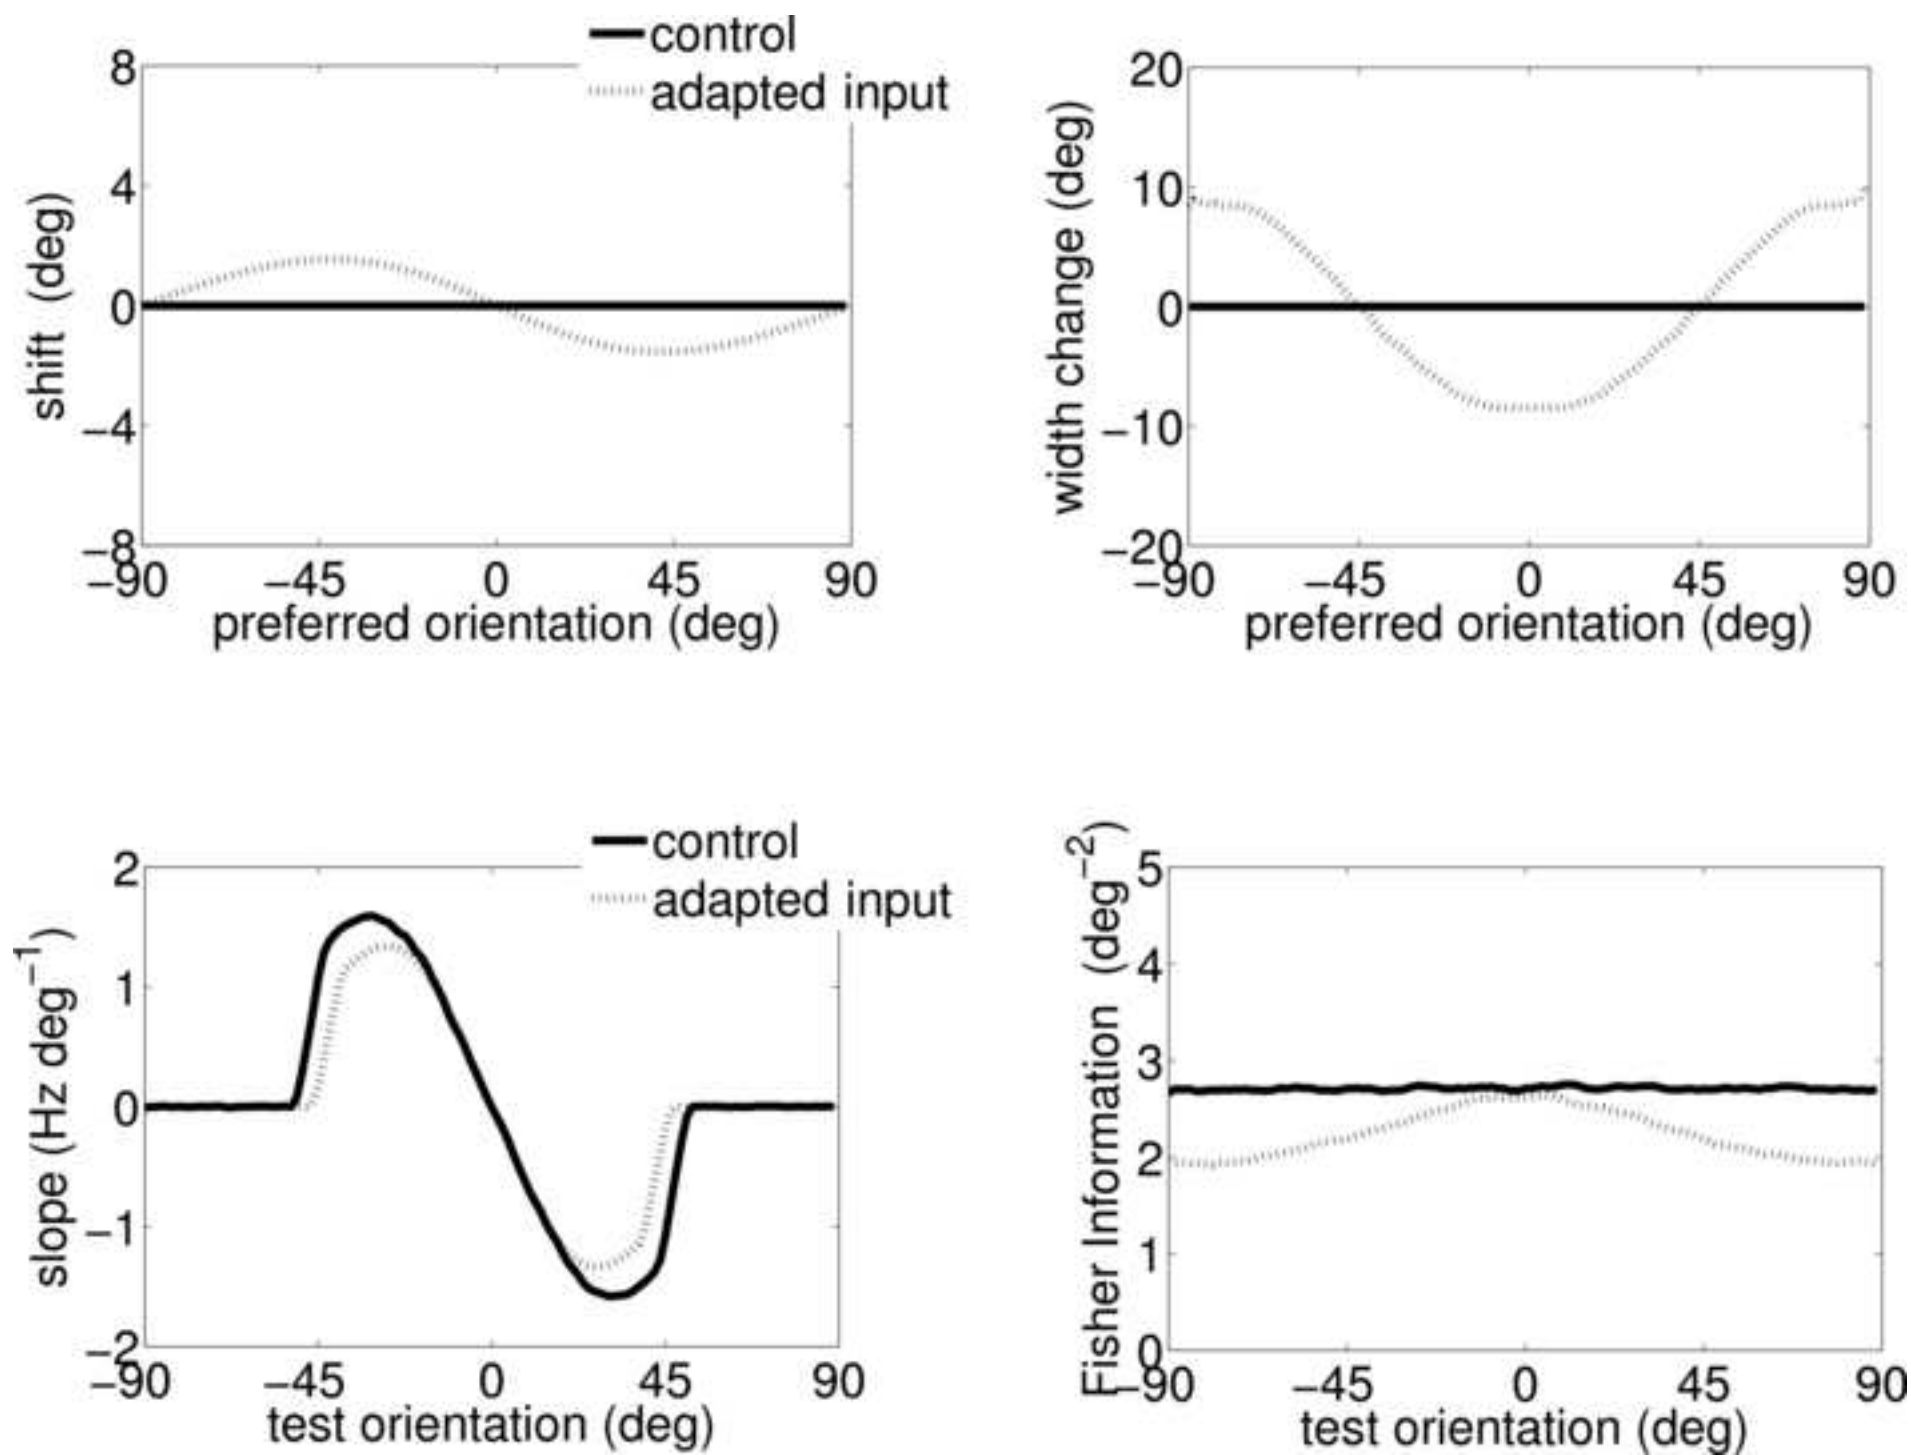 control
adapted input
8
4
0
−4
−8
shift (deg)
−90 −45 0 45 90
preferred orientation (deg)
20
10
0
−10
−20
width change (deg)
−90 −45 0 45 90
preferred orientation (deg)
control
adapted input
2
1
0
−1
−2
slope (Hz deg⁻¹)
−90 −45 0 45 90
test orientation (deg)
5
4
3
2
1
0
Fisher Information (deg⁻²)
−90 −45 0 45 90
test orientation (deg)